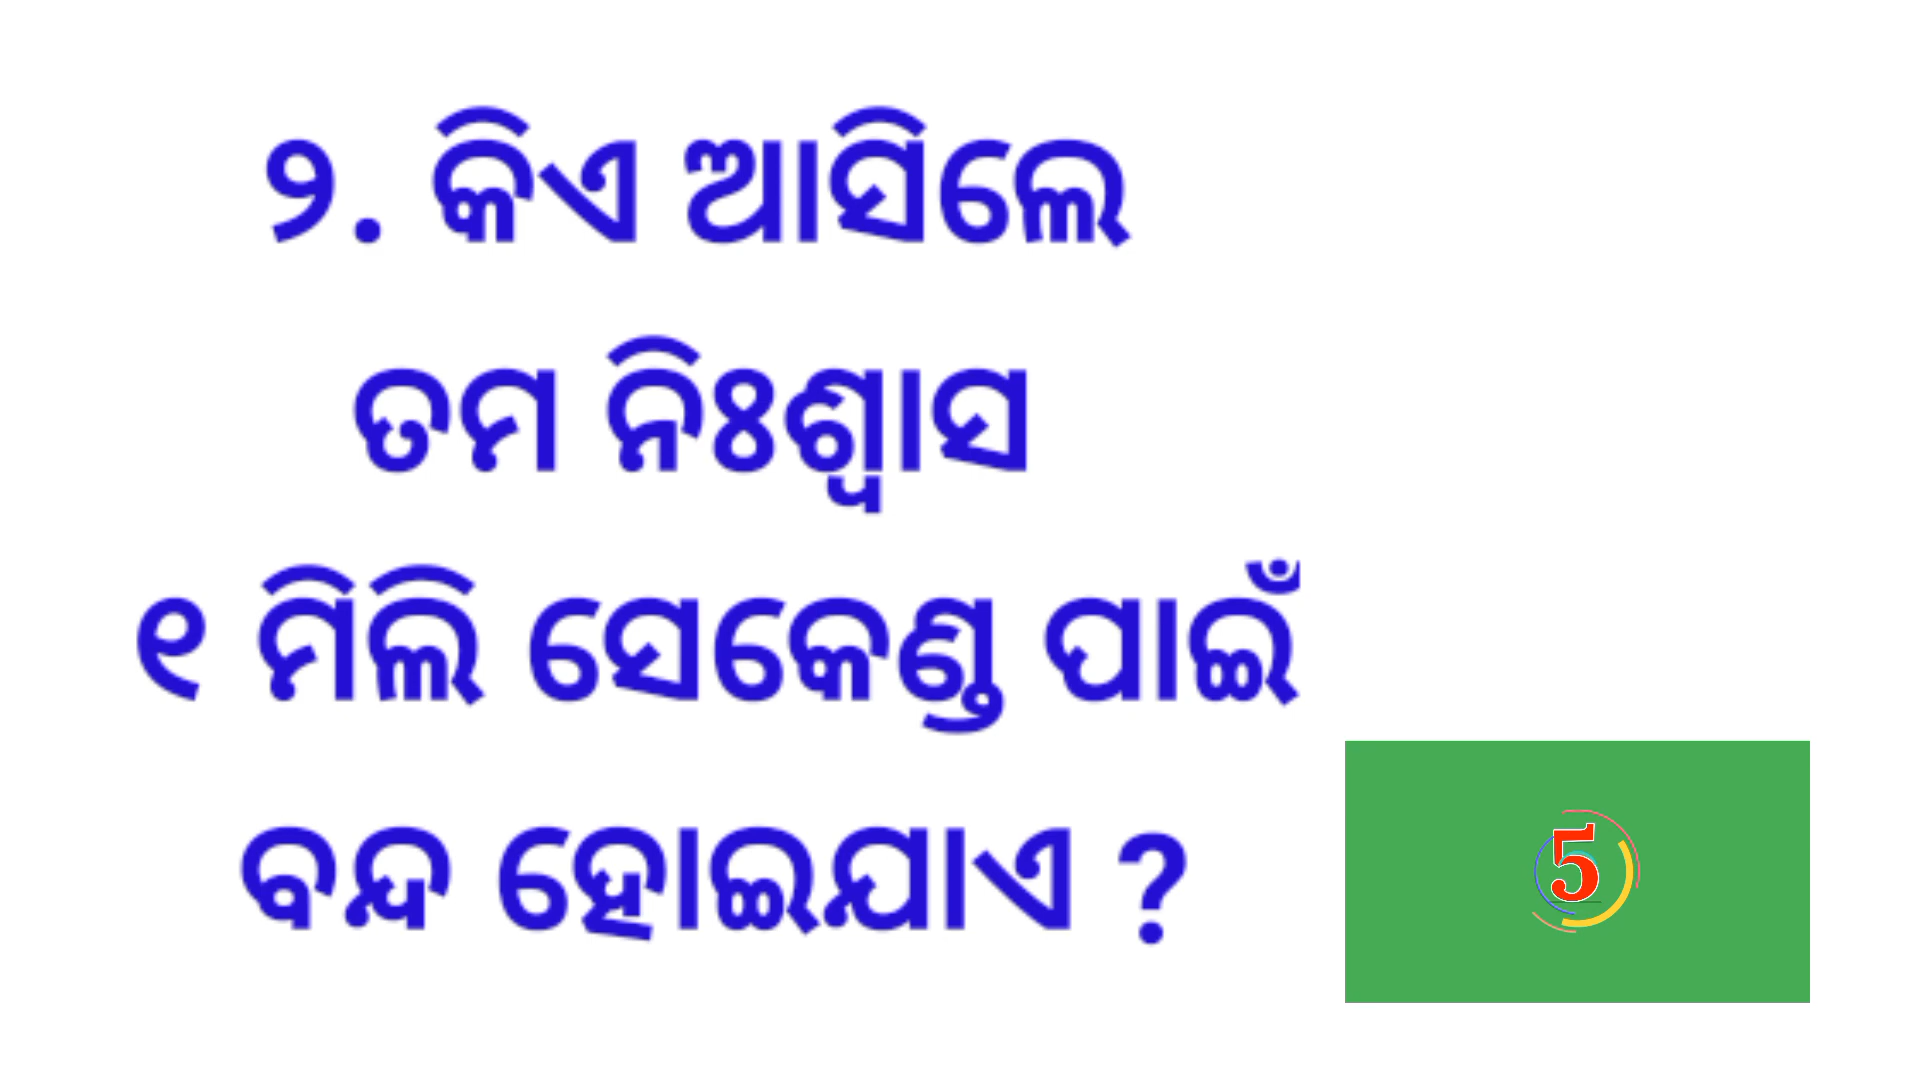 ୨. କିଏ ଆସିଲେ
ତମ ନିଃଶ୍ୱାସ
୧ ମିଲି ସେକେଣ୍ଡ ପାଇଁ
ବନ୍ଦ ହୋଇଯାଏ ?
5